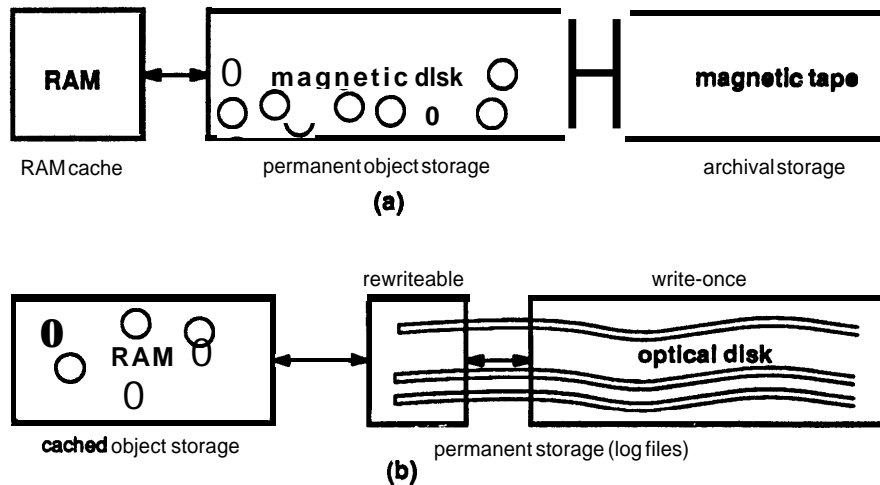 RAM
magnetic dIsk
magnetic tape
RAM cache
permanent object storage
archival storage
(a)
rewriteable
write-once
RAM
optical disk
cached object storage
permanent storage (log files)
(b)